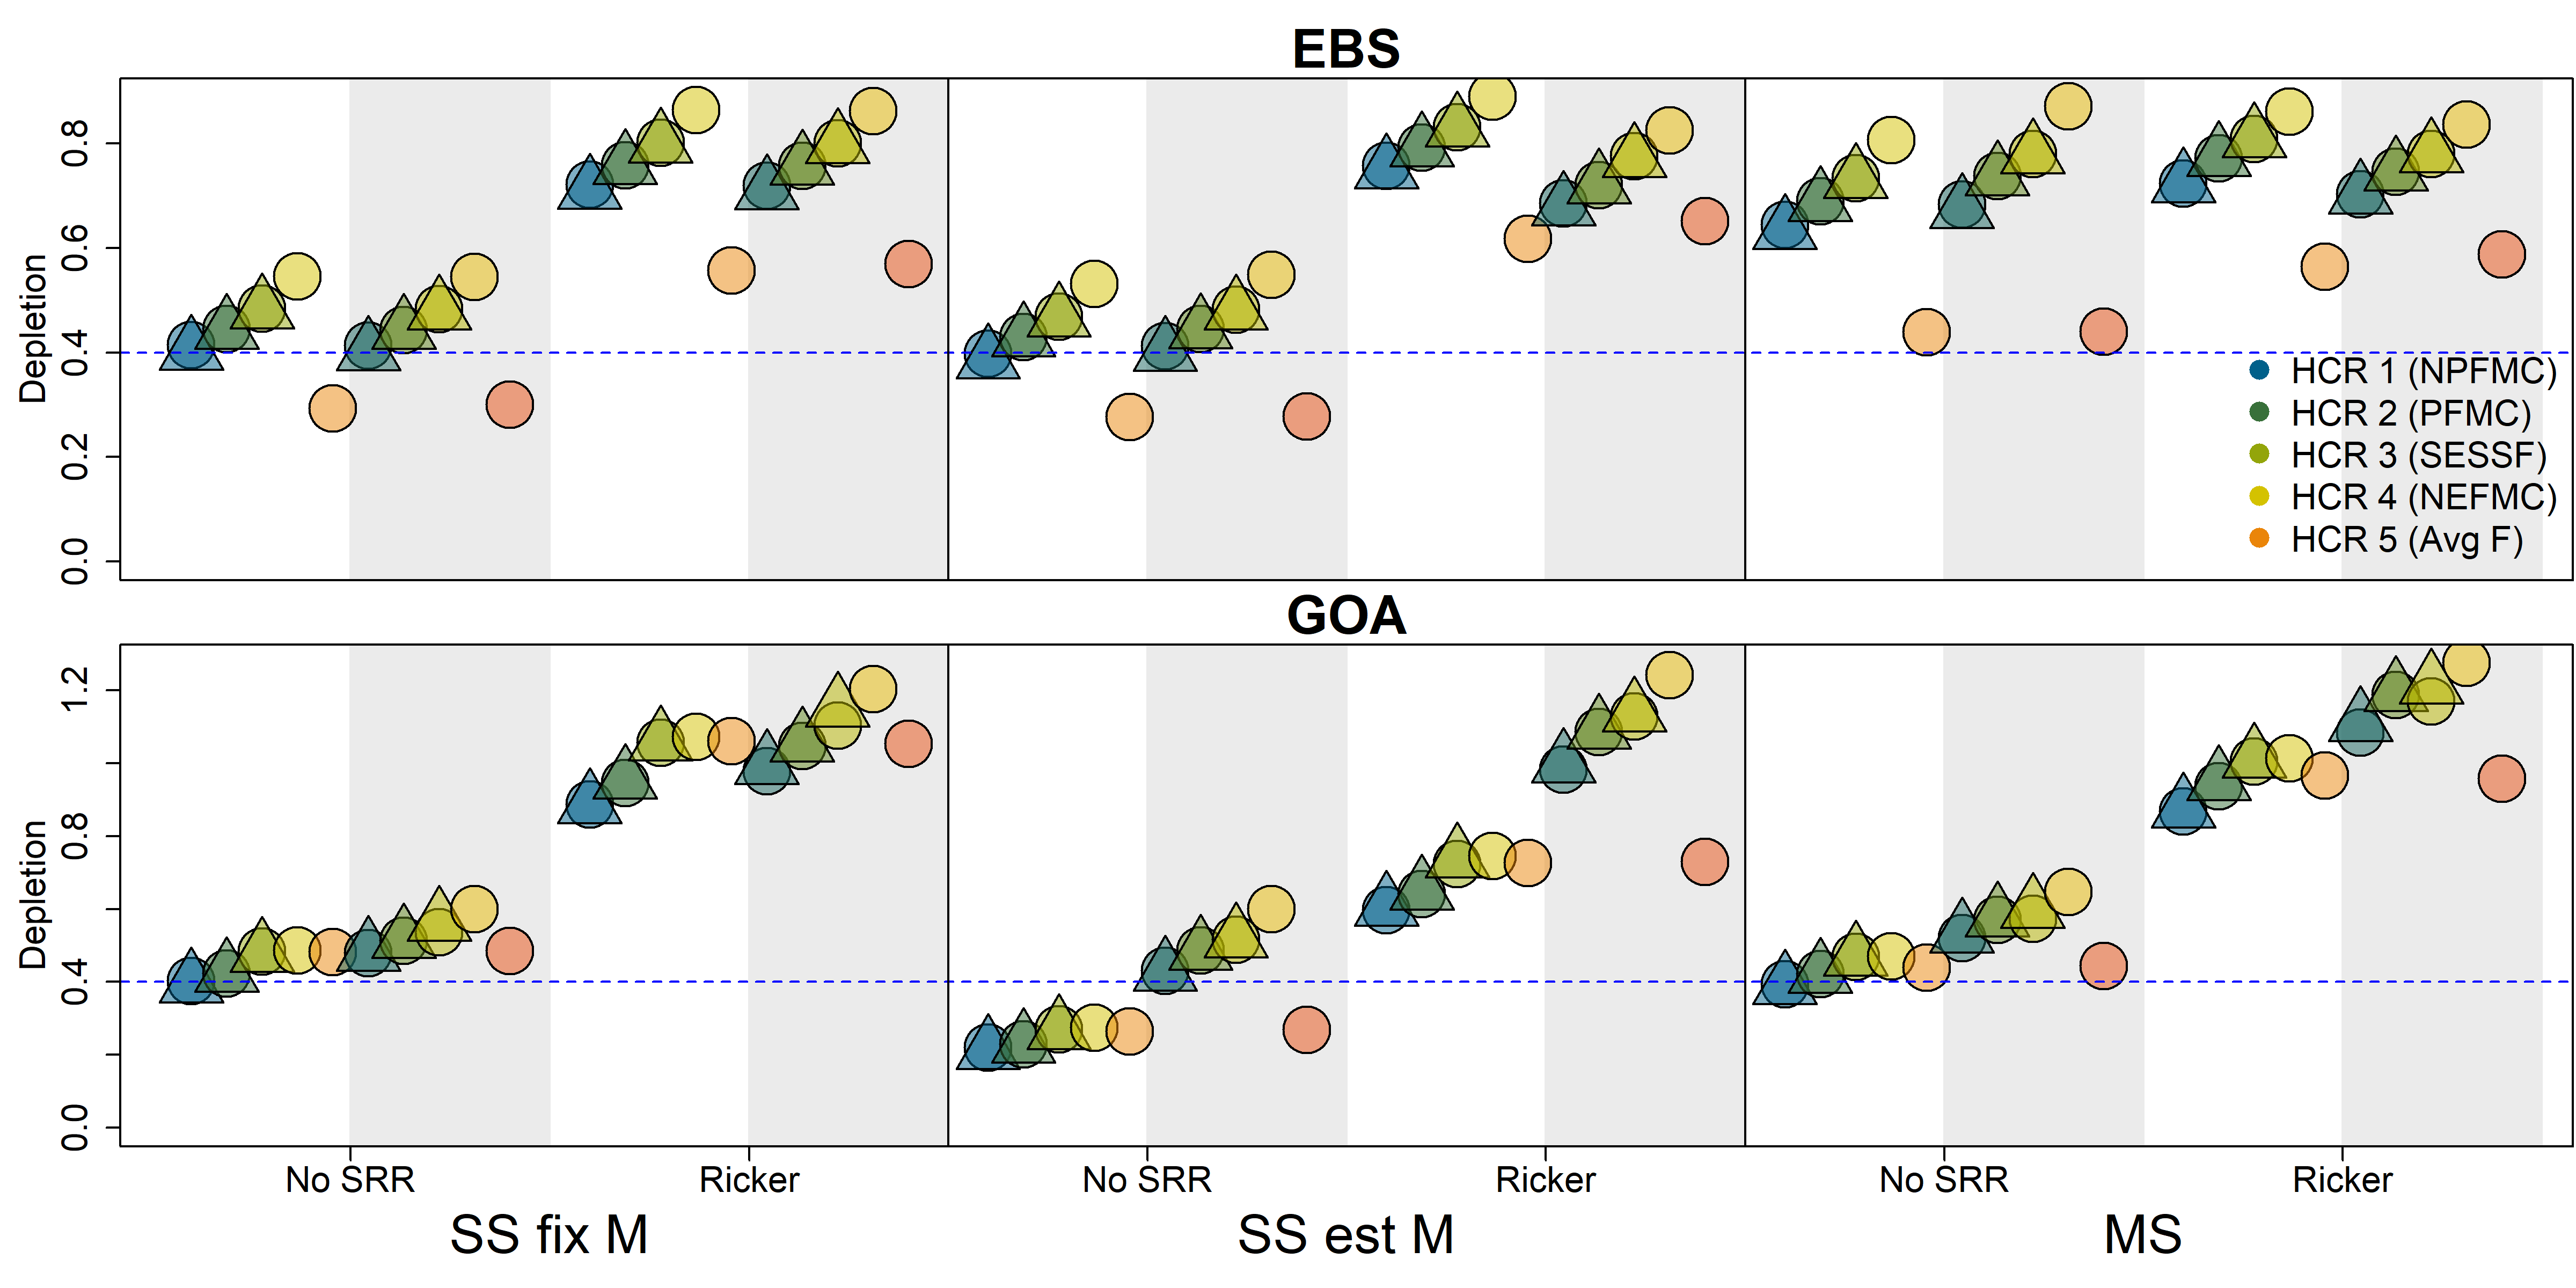 EBS
Depletion
0.8
0.6
0.4
0.2
0.0
HCR 1 (NPFMC)
HCR 2 (PFMC)
HCR 3 (SESSF)
HCR 4 (NEFMC)
HCR 5 (Avg F)
GOA
Depletion
1.2
0.8
0.4
0.0
No SRR Ricker No SRR Ricker No SRR Ricker
SS fix M SS est M MS